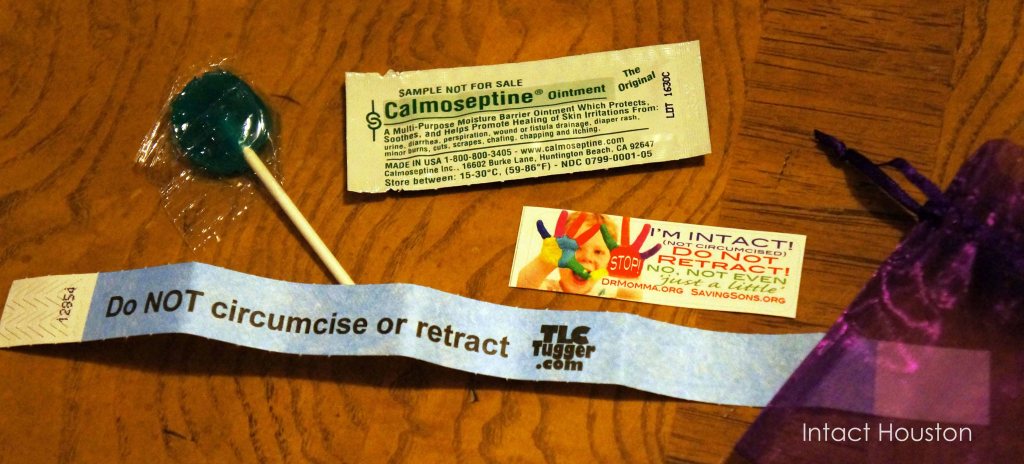 SAMPLE NOT FOR SALE
Calmoseptine® Ointment The Original
A Multi-Purpose Moisture Barrier Ointment Which Protects,
Soothes, and Helps Promote Healing of Skin Irritations From:
urine, diarrhea, perspiration, wound or fistula drainage, diaper rash,
minor burns, cuts, scrapes, chafing, chapping and itching.
MADE IN USA 1-800-800-3405 - www.calmoseptine.com
Calmoseptine Inc., 16602 Burke Lane, Huntington Beach, CA 92647
Store between: 15-30°C, (59-86°F) - NDC 0799-0001-05
LOT 1630C
I'M INTACT!
(NOT CIRCUMCISED)
DO NOT
RETRACT!
NO, NOT EVEN
"just a little"
STOP!
DRMOMMA.ORG SAVINGSONS.ORG
12954
Do NOT circumcise or retract
TLC
Tugger
.com
Intact Houston